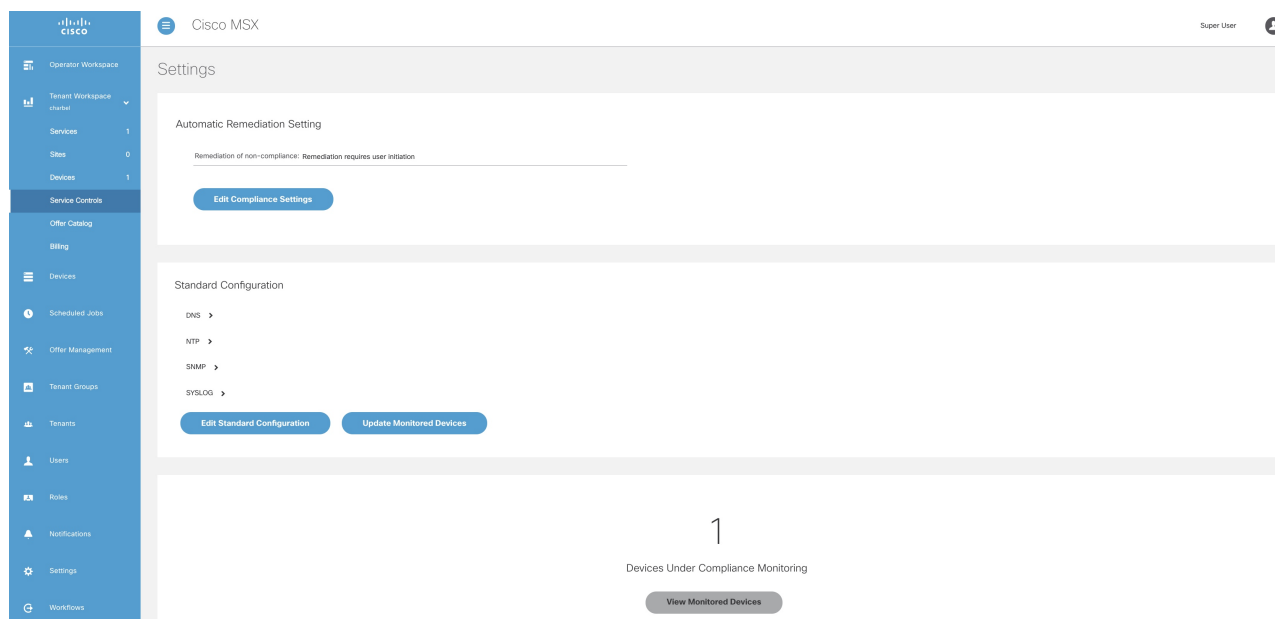 CISCO
Cisco MSX
Super User
Operator Workspace
Tenant Workspace
charbel
Services 1
Sites 0
Devices 1
Service Controls
Offer Catalog
Billing
Devices
Scheduled Jobs
Offer Management
Tenant Groups
Tenants
Users
Roles
Notifications
Settings
Workflows
Settings
Automatic Remediation Setting
Remediation of non-compliance: Remediation requires user initiation
Edit Compliance Settings
Standard Configuration
DNS
NTP
SNMP
SYSLOG
Edit Standard Configuration Update Monitored Devices
1
Devices Under Compliance Monitoring
View Monitored Devices